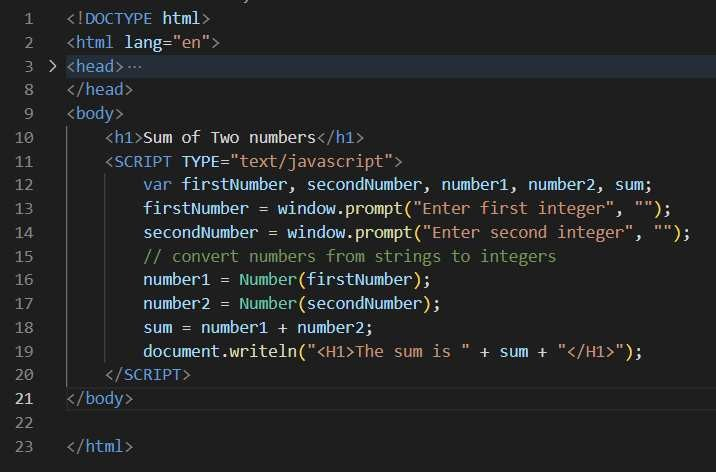 1 <!DOCTYPE html>
2 <html lang="en">
3 <head> ...
8 </head>
9 <body>
10 <h1>Sum of Two numbers</h1>
11 <SCRIPT TYPE="text/javascript">
12 var firstNumber, secondNumber, number1, number2, sum;
13 firstNumber = window.prompt("Enter first integer", "");
14 secondNumber = window.prompt("Enter second integer", "");
15 // convert numbers from strings to integers
16 number1 = Number(firstNumber);
17 number2 = Number(secondNumber);
18 sum = number1 + number2;
19 document.writeln("<H1>The sum is " + sum + "</H1>");
20 </SCRIPT>
21 </body>
22
23 </html>